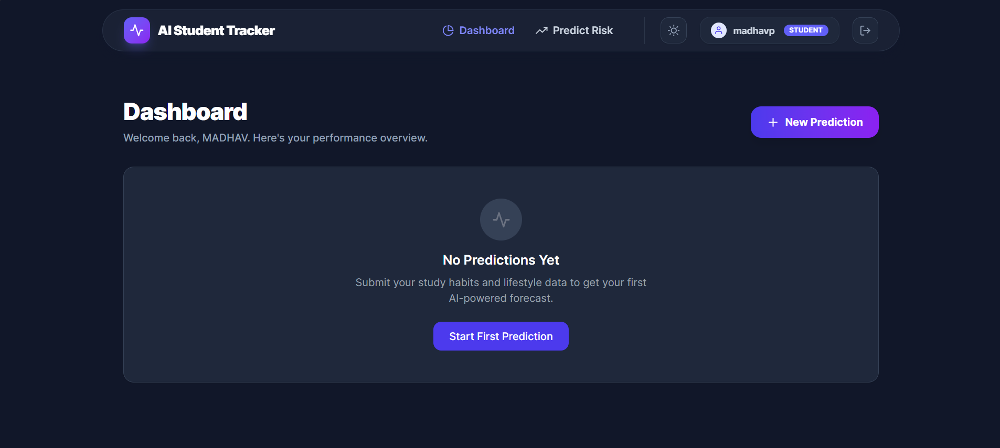 AI Student Tracker
Dashboard
Predict Risk
madhavp
STUDENT
Dashboard
Welcome back, MADHAV. Here's your performance overview.
New Prediction
No Predictions Yet
Submit your study habits and lifestyle data to get your first
AI-powered forecast.
Start First Prediction